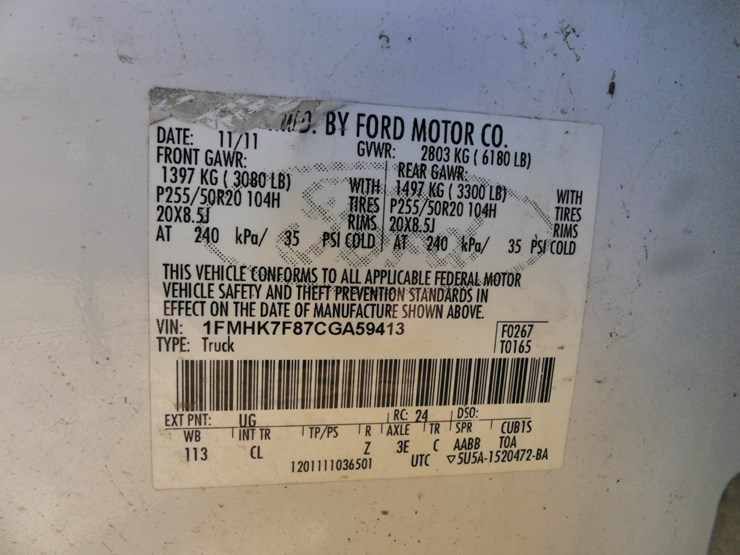 MFD. BY FORD MOTOR CO.
DATE: 11/11 GVWR: 2803 KG ( 6180 LB)
FRONT GAWR: REAR GAWR:
1397 KG ( 3080 LB) WITH 1497 KG ( 3300 LB) WITH
P255/50R20 104H TIRES P255/50R20 104H TIRES
20X8.5J RIMS 20X8.5J RIMS
AT 240 kPa/ 35 PSI COLD AT 240 kPa/ 35 PSI COLD
THIS VEHICLE CONFORMS TO ALL APPLICABLE FEDERAL MOTOR
VEHICLE SAFETY AND THEFT PREVENTION STANDARDS IN
EFFECT ON THE DATE OF MANUFACTURE SHOWN ABOVE.
VIN: 1FMHK7F87CGA59413 F0267
TYPE: Truck T0165
EXT PNT: UG RC: 24 DSO:
WB INT TR TP/PS R AXLE TR SPR CUB1S
113 CL Z 3E C AABB TOA
1201111036501 UTC ▽5U5A-1520472-BA